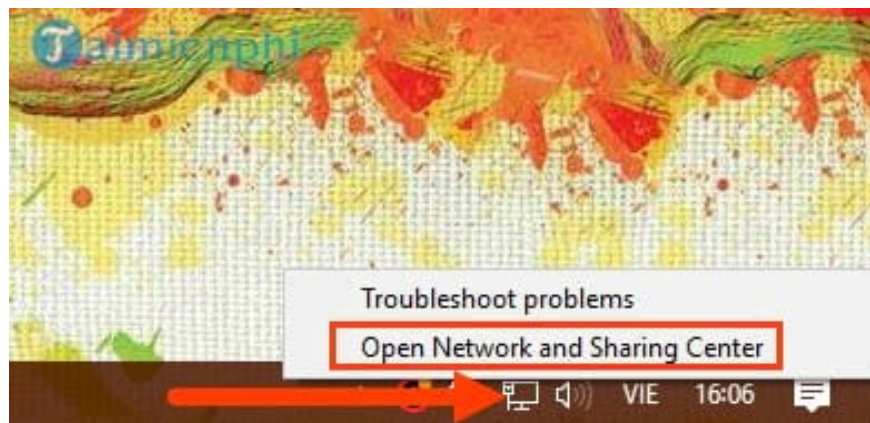 Taimienphi
Troubleshoot problems
Open Network and Sharing Center
VIE 16:06